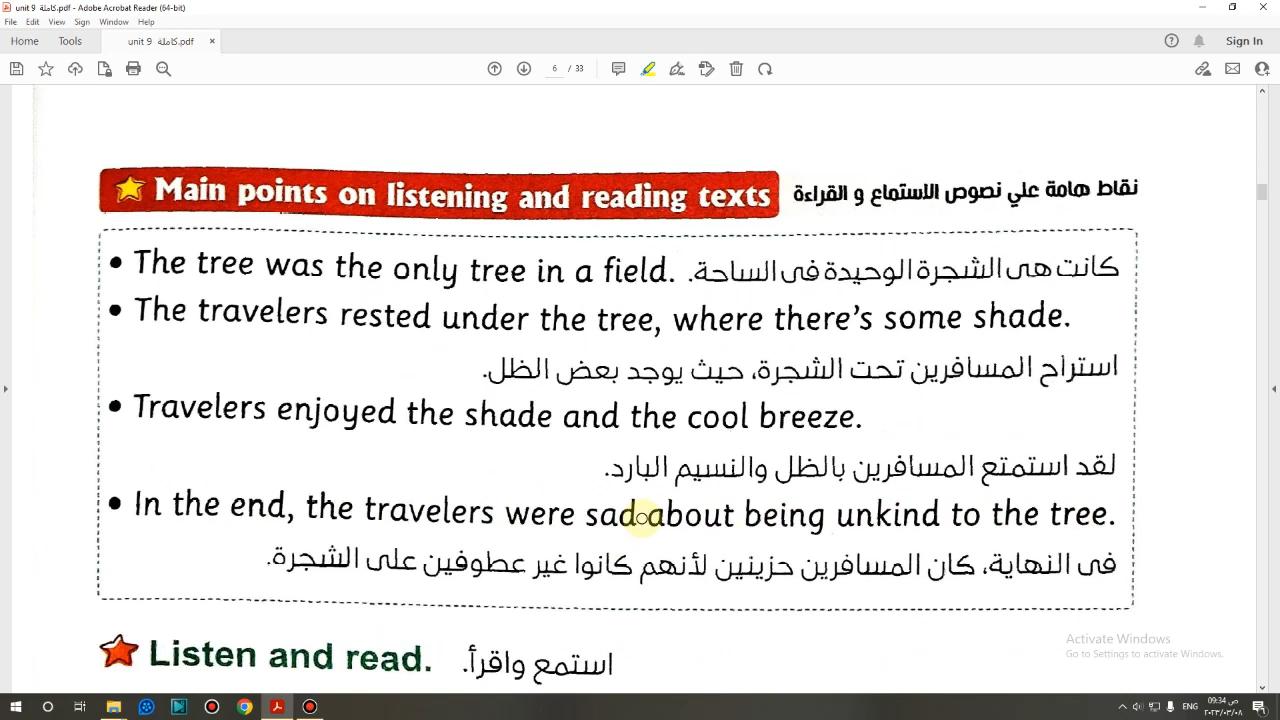 unit 9 كاملة.pdf - Adobe Acrobat Reader (64-bit)
File Edit View Sign Window Help
Home Tools unit 9 كاملة.pdf × Sign In
6 / 33
Main points on listening and reading texts نقاط هامة علي نصوص الاستماع و القراءة
• The tree was the only tree in a field. كانت هى الشجرة الوحيدة فى الساحة.
• The travelers rested under the tree, where there's some shade.
استراح المسافرين تحت الشجرة، حيث يوجد بعض الظل.
• Travelers enjoyed the shade and the cool breeze.
لقد استمتع المسافرين بالظل والنسيم البارد.
• In the end, the travelers were sad about being unkind to the tree.
فى النهاية، كان المسافرين حزينين لأنهم كانوا غير عطوفين على الشجرة.
Activate Windows
Go to Settings to activate Windows.
Listen and read. استمع واقرأ.
ENG 09:34 ص
٢٠٢٣/٠٣/٠٨